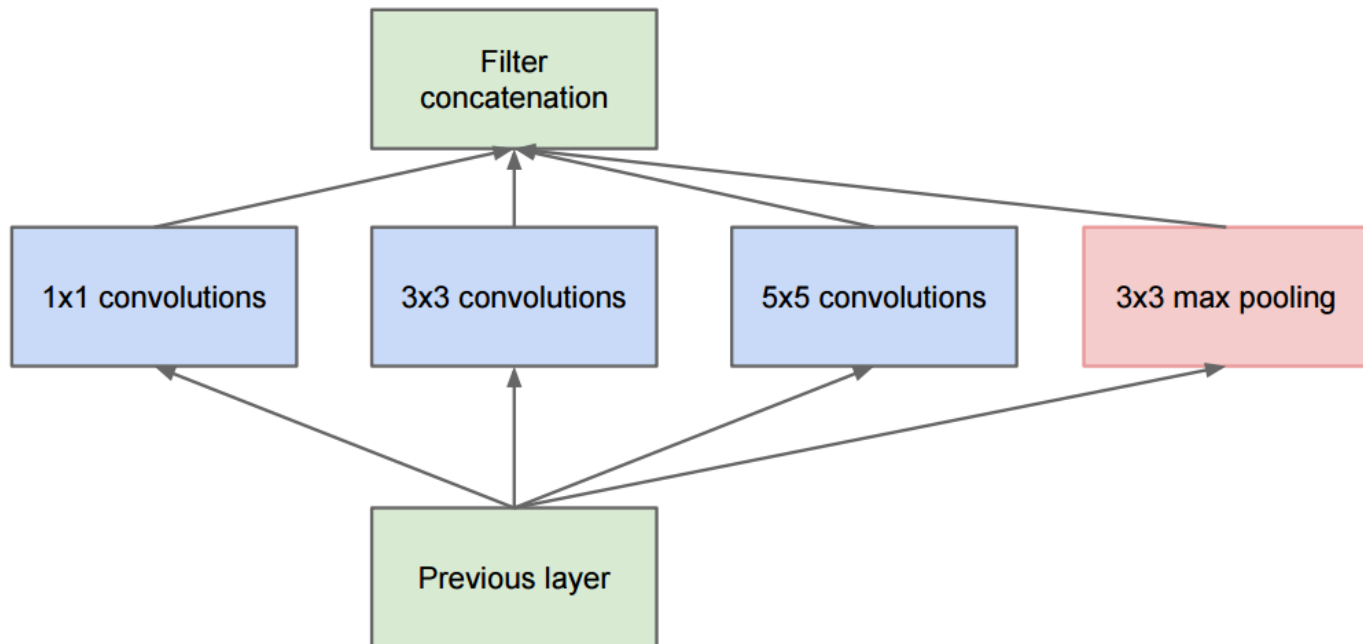 Filter
concatenation
1x1 convolutions
3x3 convolutions
5x5 convolutions
3x3 max pooling
Previous layer